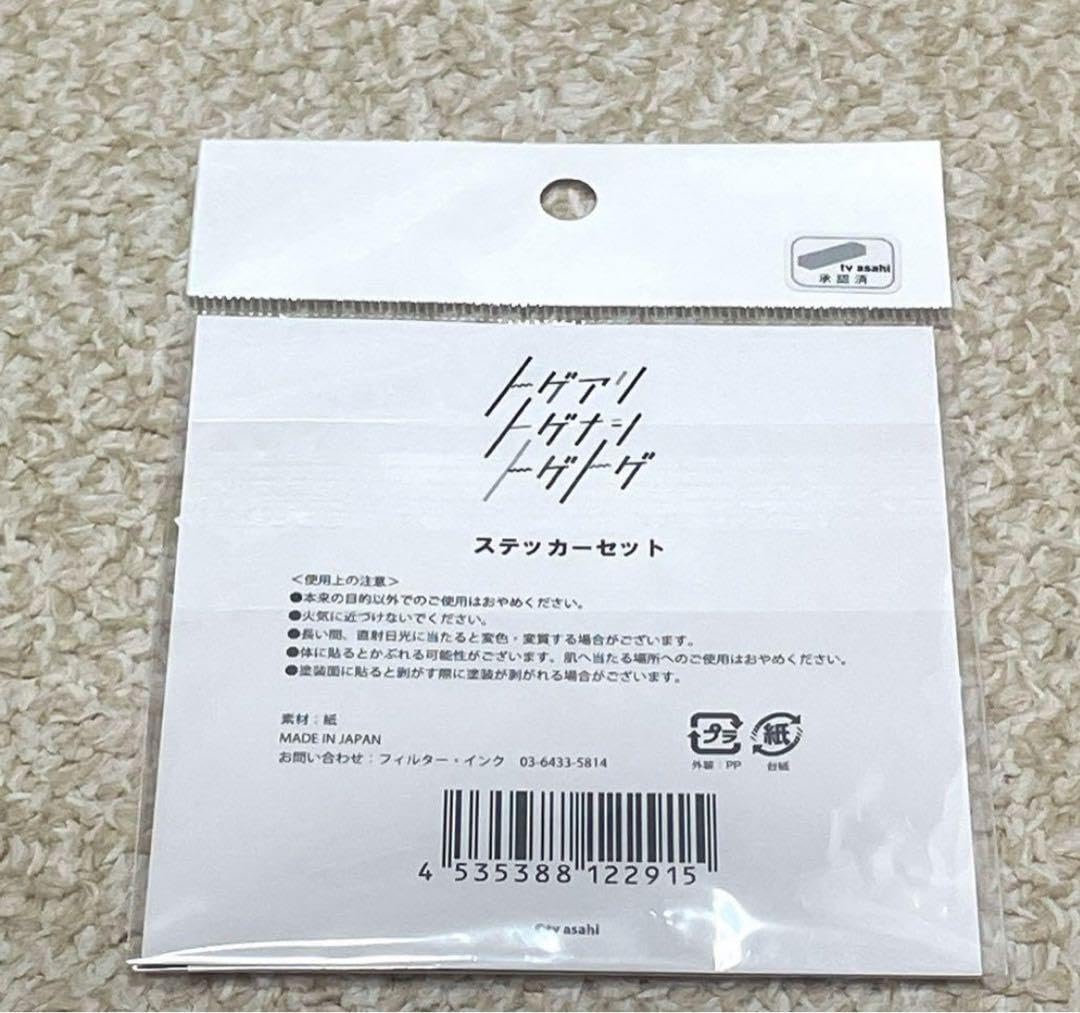 tv asahi
承認済
トゲアリ
トゲナシ
トゲトゲ
ステッカーセット
＜使用上の注意＞
●本来の目的以外でのご使用はおやめください。
●火気に近づけないでください。
●長い間、直射日光に当たると変色・変質する場合がございます。
●体に貼るとかぶれる可能性がございます。肌へ当たる場所へのご使用はおやめください。
●塗装面に貼ると剥がす際に塗装が剥がれる場合がございます。
素材：紙
MADE IN JAPAN
お問い合わせ：フィルター・インク 03-6433-5814
プラ 紙
外装：PP 台紙
4 535388 122915
©tv asahi